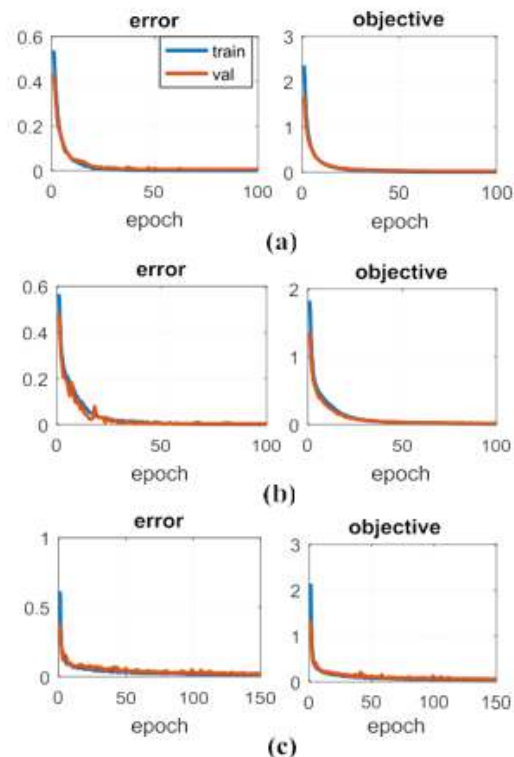 error objective
0.6 3
train
val
0.4 2
0.2 1
0 0
0 50 100 0 50 100
epoch epoch
(a)
error objective
0.6 2
0.4
1
0.2
0 0
0 50 100 0 50 100
epoch epoch
(b)
error objective
1 3
2
0.5
1
0 0
0 50 100 150 0 50 100 150
epoch epoch
(c)